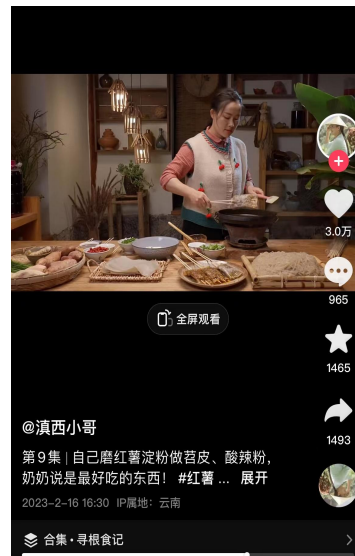 3.0万
965
全屏观看
1465
1493
@滇西小哥
第9集 | 自己磨红薯淀粉做苕皮、酸辣粉，
奶奶说是最好吃的东西！ #红薯 ... 展开
2023-2-16 16:30 IP属地：云南
合集 · 寻根食记